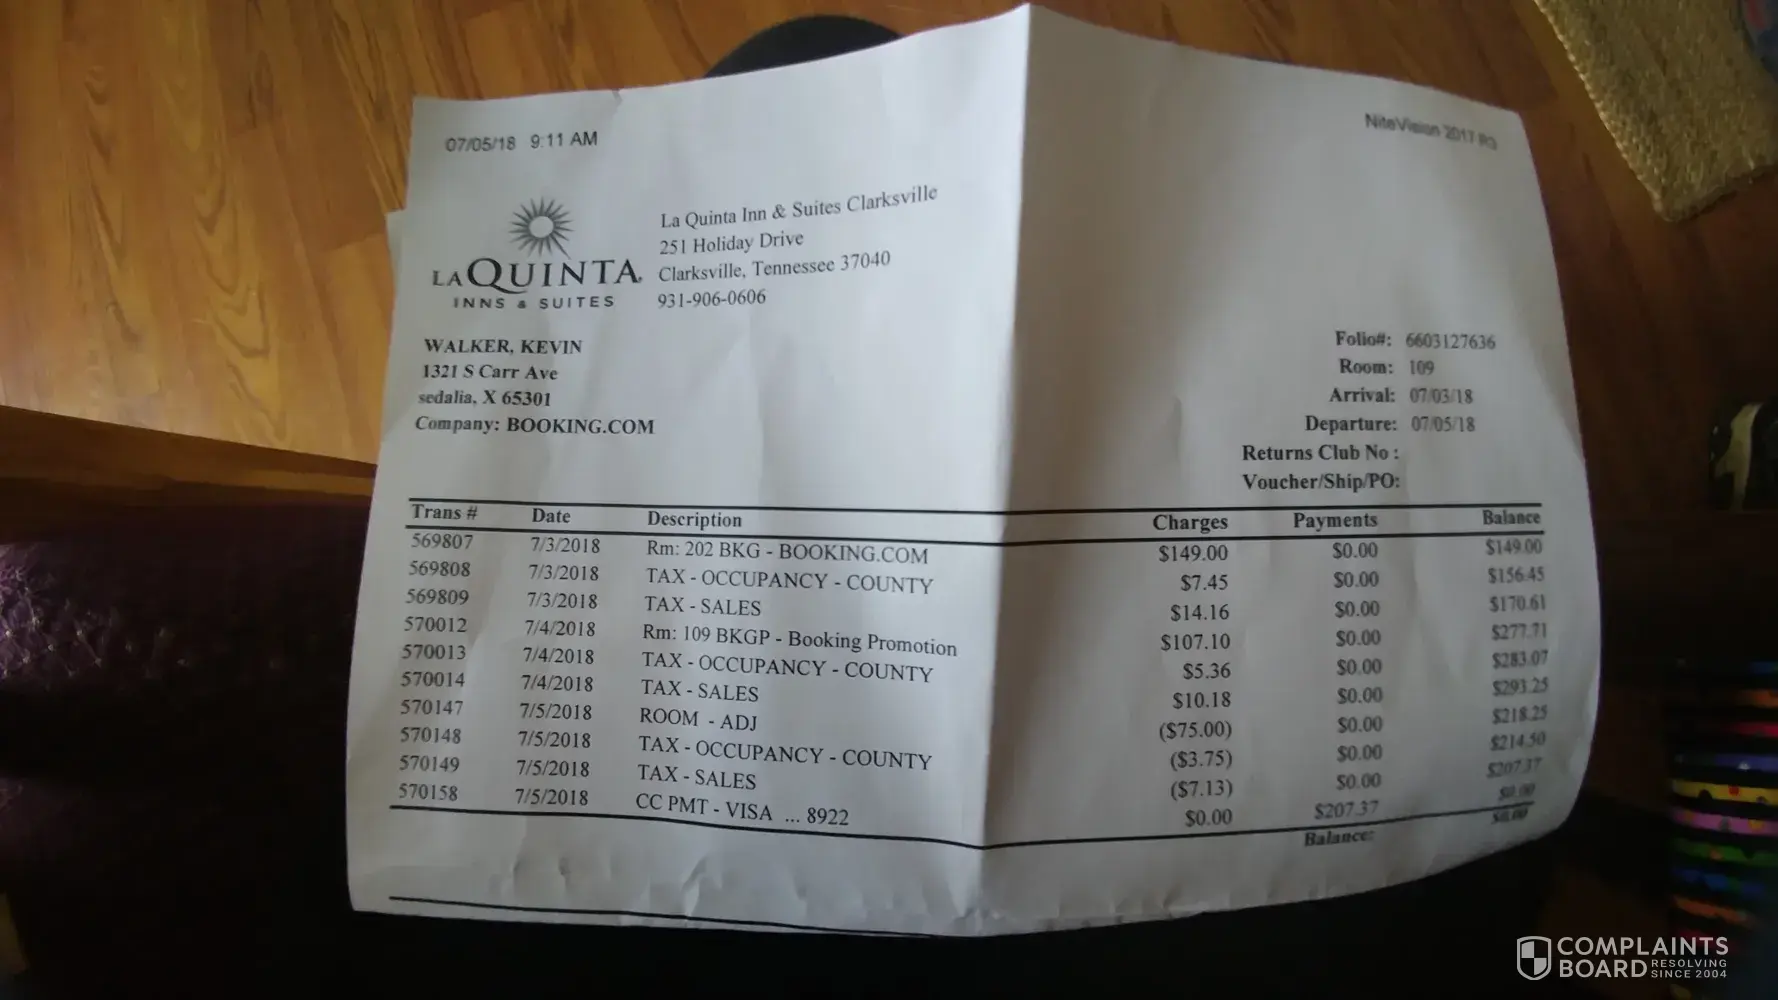 07/05/18 9:11 AM
NiteVision 2017 R3
LA QUINTA
INNS & SUITES
La Quinta Inn & Suites Clarksville
251 Holiday Drive
Clarksville, Tennessee 37040
931-906-0606
WALKER, KEVIN
1321 S Carr Ave
sedalia, X 65301
Company: BOOKING.COM
Folio#: 6603127636
Room: 109
Arrival: 07/03/18
Departure: 07/05/18
Returns Club No :
Voucher/Ship/PO:
Trans # Date Description Charges Payments Balance
569807 7/3/2018 Rm: 202 BKG - BOOKING.COM $149.00 $0.00 $149.00
569808 7/3/2018 TAX - OCCUPANCY - COUNTY $7.45 $0.00 $156.45
569809 7/3/2018 TAX - SALES $14.16 $0.00 $170.61
570012 7/4/2018 Rm: 109 BKGP - Booking Promotion $107.10 $0.00 $277.71
570013 7/4/2018 TAX - OCCUPANCY - COUNTY $5.36 $0.00 $283.07
570014 7/4/2018 TAX - SALES $10.18 $0.00 $293.25
570147 7/5/2018 ROOM - ADJ ($75.00) $0.00 $218.25
570148 7/5/2018 TAX - OCCUPANCY - COUNTY ($3.75) $0.00 $214.50
570149 7/5/2018 TAX - SALES ($7.13) $0.00 $207.37
570158 7/5/2018 CC PMT - VISA ... 8922 $0.00 $207.37 $0.00
Balance: $0.00
COMPLAINTS
BOARD RESOLVING
SINCE 2004